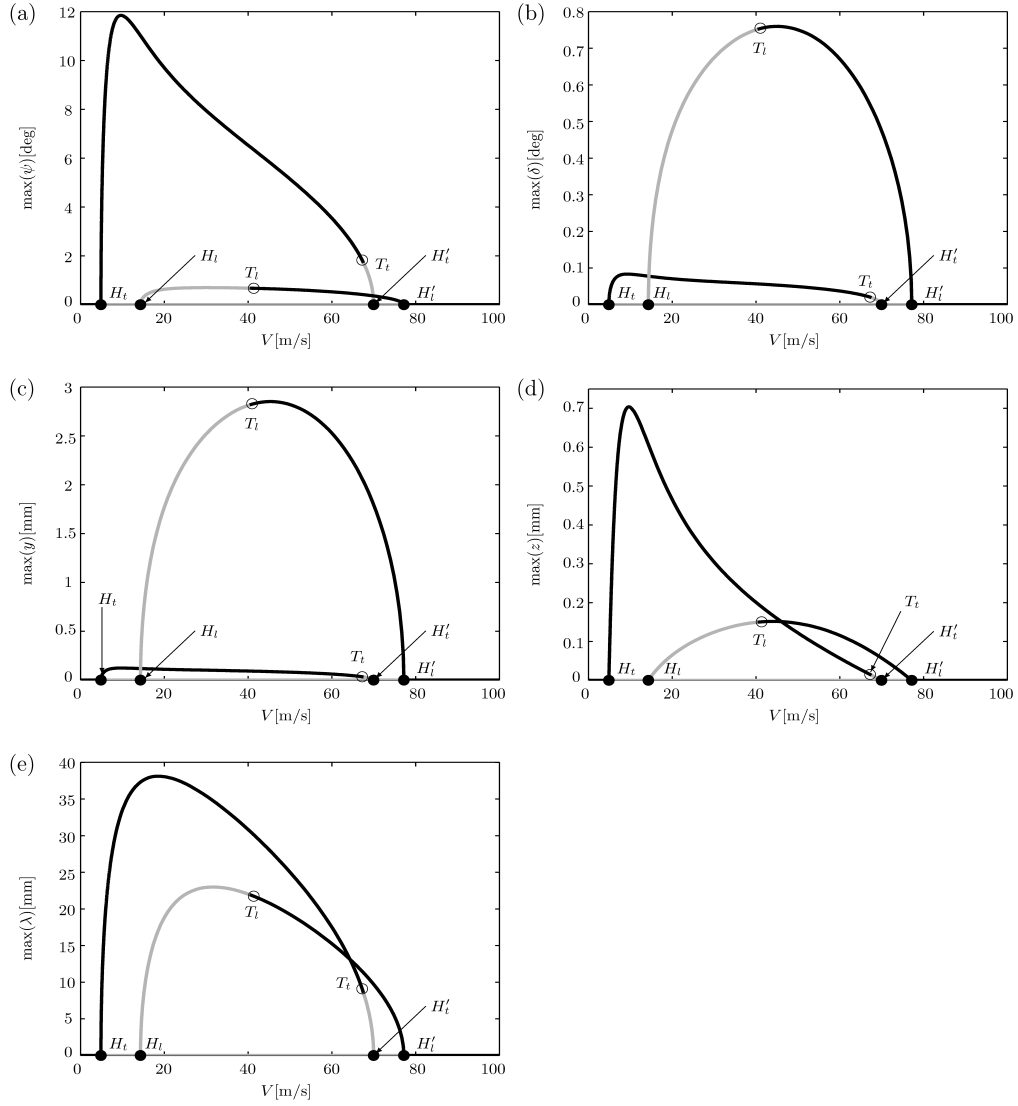 (a)
max(ψ)[deg]
12
10
8
6
4
2
0
H_t
H_l
T_l
T_t
H′_t
H′_l
0 20 40 60 80 100
V[m/s]
(b)
max(δ)[deg]
0.8
0.7
0.6
0.5
0.4
0.3
0.2
0.1
0
T_l
H_t
H_l
T_t
H′_t
H′_l
0 20 40 60 80 100
V[m/s]
(c)
max(y)[mm]
3
2.5
2
1.5
1
0.5
0
T_l
H_t
H_l
T_t
H′_t
H′_l
0 20 40 60 80 100
V[m/s]
(d)
max(z)[mm]
0.7
0.6
0.5
0.4
0.3
0.2
0.1
0
T_t
T_l
H_t
H_l
H′_t
H′_l
0 20 40 60 80 100
V[m/s]
(e)
max(λ)[mm]
40
35
30
25
20
15
10
5
0
T_l
T_t
H_t
H_l
H′_t
H′_l
0 20 40 60 80 100
V[m/s]